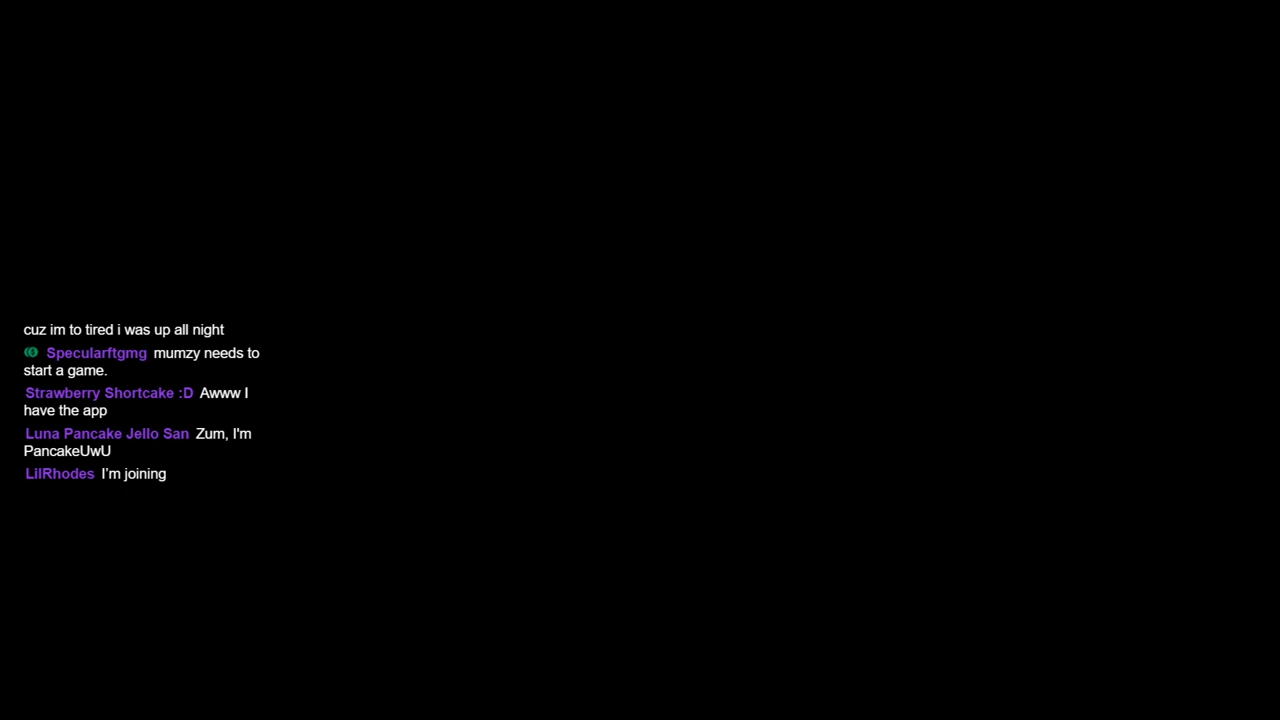 cuz im to tired i was up all night
Specularftgmg mumzy needs to
start a game.
Strawberry Shortcake :D Awww I
have the app
Luna Pancake Jello San Zum, I'm
PancakeUwU
LilRhodes I’m joining